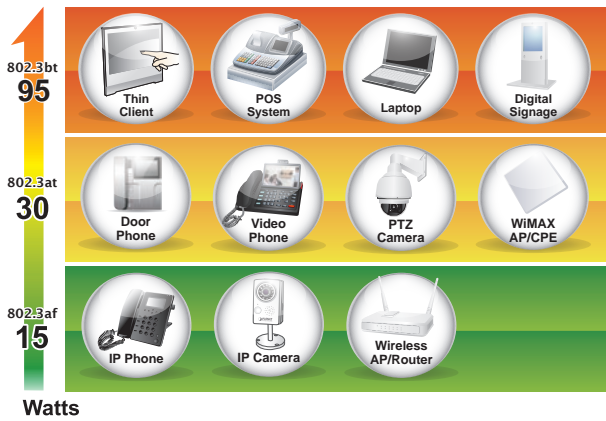 802.3bt
95
Thin
Client
POS
System
Laptop
Digital
Signage
802.3at
30
Door
Phone
Video
Phone
PTZ
Camera
WiMAX
AP/CPE
802.3af
15
IP Phone
IP Camera
Wireless
AP/Router
Watts